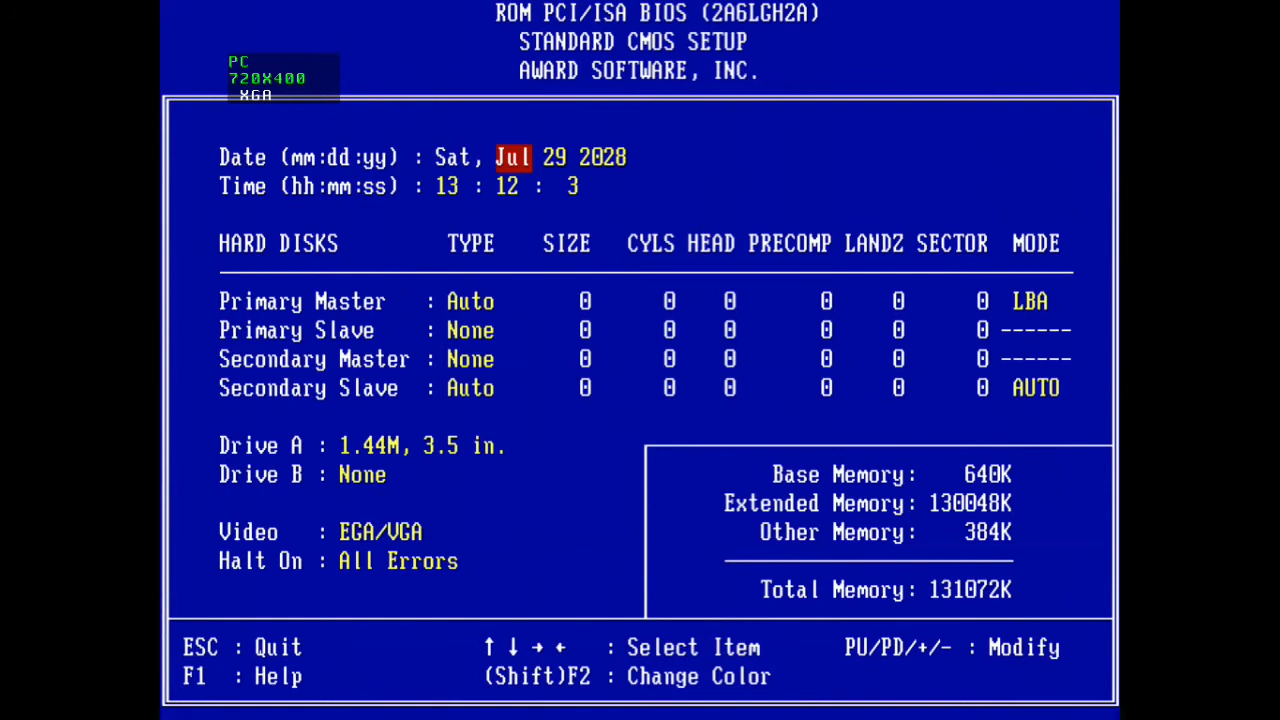 ROM PCI/ISA BIOS (2A6LGH2A)
STANDARD CMOS SETUP
AWARD SOFTWARE, INC.
PC
720X400
XGA
Date (mm:dd:yy) : Sat, Jul 29 2028
Time (hh:mm:ss) : 13 : 12 : 3
HARD DISKS TYPE SIZE CYLS HEAD PRECOMP LANDZ SECTOR MODE
Primary Master : Auto 0 0 0 0 0 0 LBA
Primary Slave : None 0 0 0 0 0 0 ------
Secondary Master : None 0 0 0 0 0 0 ------
Secondary Slave : Auto 0 0 0 0 0 0 AUTO
Drive A : 1.44M, 3.5 in.
Drive B : None
Video : EGA/VGA
Halt On : All Errors
Base Memory: 640K
Extended Memory: 130048K
Other Memory: 384K
Total Memory: 131072K
ESC : Quit ↑ ↓ → ← : Select Item PU/PD/+/- : Modify
F1 : Help (Shift)F2 : Change Color